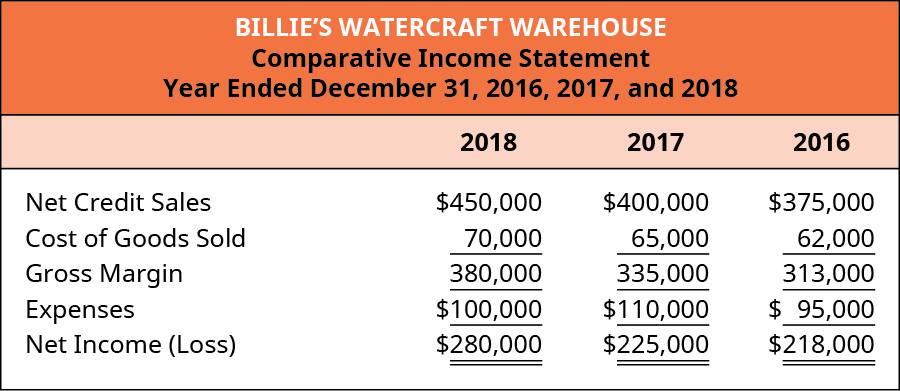 BILLIE’S WATERCRAFT WAREHOUSE
Comparative Income Statement
Year Ended December 31, 2016, 2017, and 2018
2018 2017 2016
Net Credit Sales $450,000 $400,000 $375,000
Cost of Goods Sold 70,000 65,000 62,000
Gross Margin 380,000 335,000 313,000
Expenses $100,000 $110,000 $ 95,000
Net Income (Loss) $280,000 $225,000 $218,000